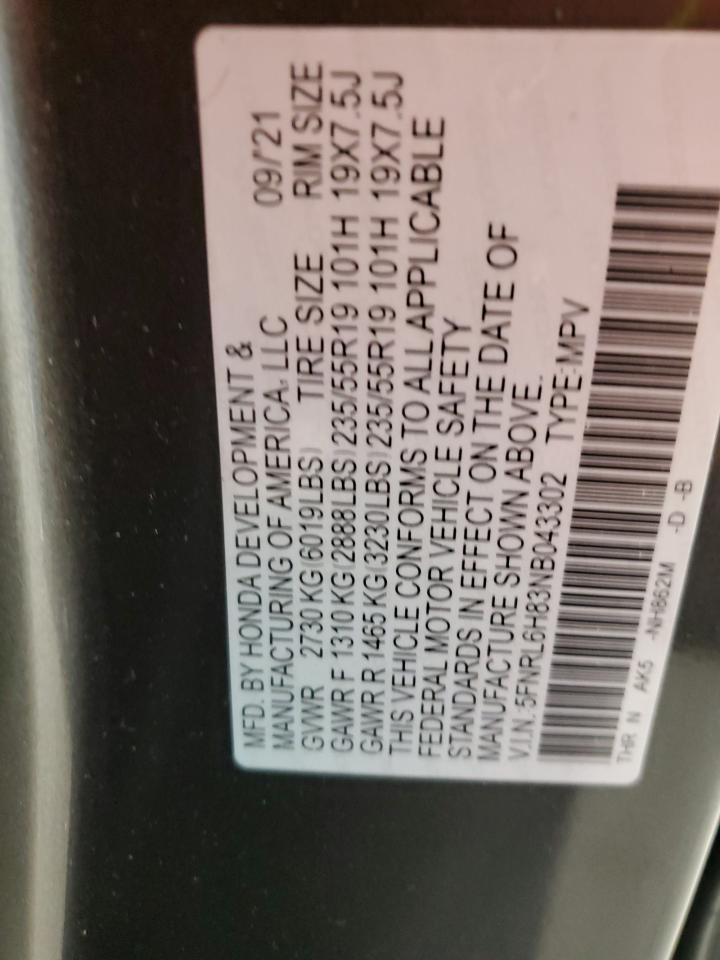 MFD. BY HONDA DEVELOPMENT &
MANUFACTURING OF AMERICA, LLC 09/'21
GVWR 2730 KG(6019LBS) TIRE SIZE RIM SIZE
GAWR F 1310 KG(2888LBS)235/55R19 101H 19X7.5J
GAWR R 1465 KG(3230LBS)235/55R19 101H 19X7.5J
THIS VEHICLE CONFORMS TO ALL APPLICABLE
FEDERAL MOTOR VEHICLE SAFETY
STANDARDS IN EFFECT ON THE DATE OF
MANUFACTURE SHOWN ABOVE.
V.I.N.:5FNRL6H83NB043302 TYPE:MPV
THR N AK5 -NH862M -D -B